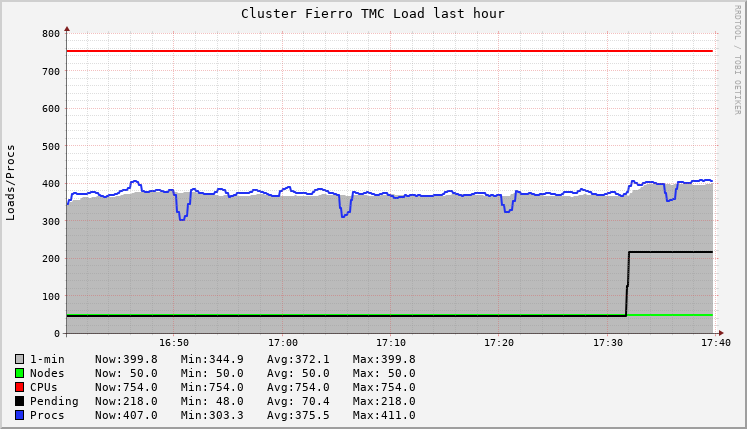 Cluster Fierro TMC Load last hour
RRDTOOL / TOBI OETIKER
Loads/Procs
800
700
600
500
400
300
200
100
0
16:50 17:00 17:10 17:20 17:30 17:40
1-min Now:399.8 Min:344.9 Avg:372.1 Max:399.8
Nodes Now: 50.0 Min: 50.0 Avg: 50.0 Max: 50.0
CPUs Now:754.0 Min:754.0 Avg:754.0 Max:754.0
Pending Now:218.0 Min: 48.0 Avg: 70.4 Max:218.0
Procs Now:407.0 Min:303.3 Avg:375.5 Max:411.0